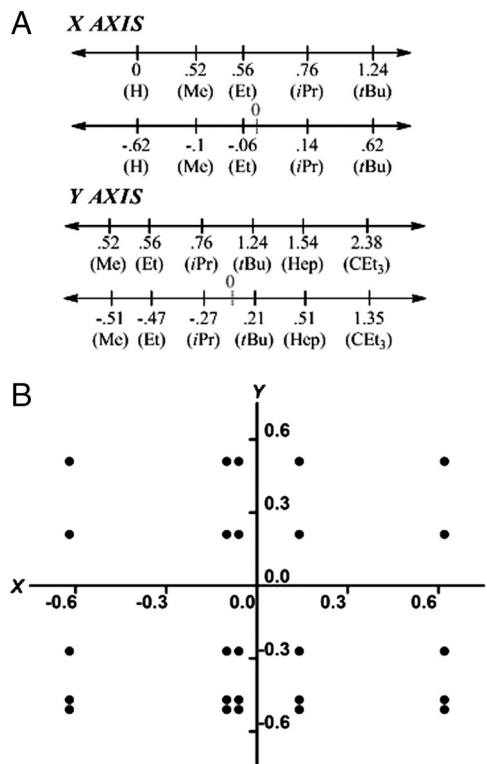 A
X AXIS
0 .52 .56 .76 1.24
(H) (Me) (Et) (iPr) (tBu)
0
-.62 -.1 -.06 .14 .62
(H) (Me) (Et) (iPr) (tBu)
Y AXIS
.52 .56 .76 1.24 1.54 2.38
(Me) (Et) (iPr) (tBu) (Hep) (CEt3)
0
-.51 -.47 -.27 .21 .51 1.35
(Me) (Et) (iPr) (tBu) (Hep) (CEt3)
B
Y
0.6
0.3
0.0
X
-0.6 -0.3 0.0 0.3 0.6
-0.3
-0.6